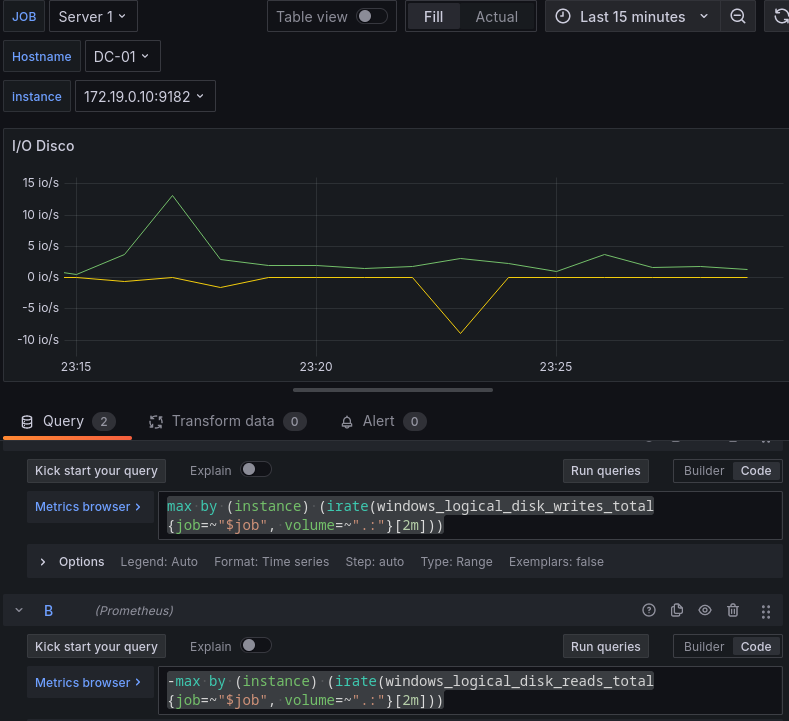 JOB Server 1 Table view Fill Actual Last 15 minutes
Hostname DC-01
instance 172.19.0.10:9182
I/O Disco
15 io/s
10 io/s
5 io/s
0 io/s
-5 io/s
-10 io/s
23:15 23:20 23:25
Query 2 Transform data 0 Alert 0
Kick start your query Explain Run queries Builder Code
Metrics browser > max by (instance) (irate(windows_logical_disk_writes_total
{job=~"$job", volume=~".:"}[2m]))
> Options Legend: Auto Format: Time series Step: auto Type: Range Exemplars: false
B (Prometheus)
Kick start your query Explain Run queries Builder Code
Metrics browser > -max by (instance) (irate(windows_logical_disk_reads_total
{job=~"$job", volume=~".:"}[2m]))